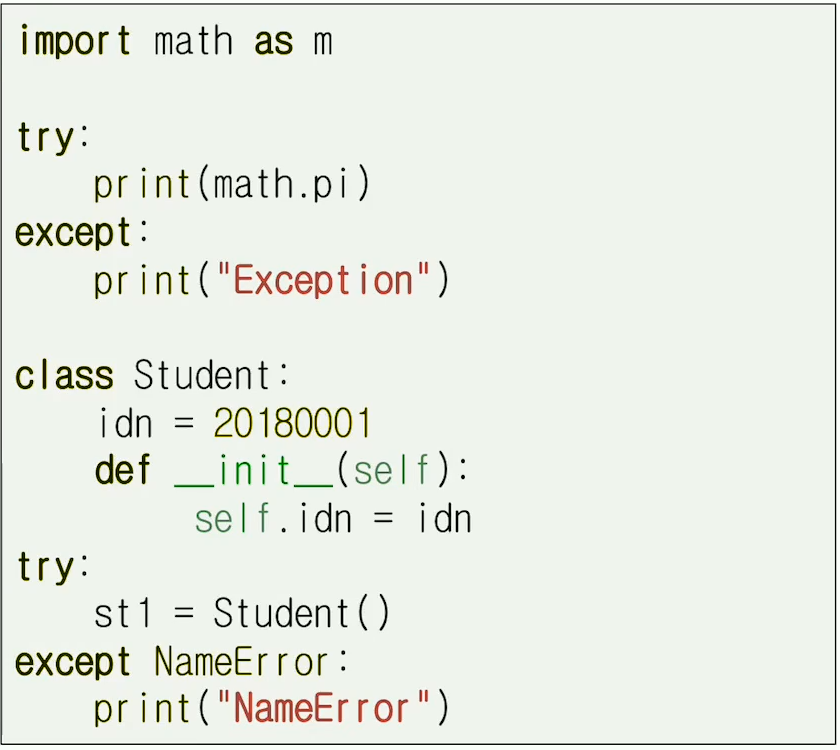 import math as m
try:
    print(math.pi)
except:
    print("Exception")
class Student:
    idn = 20180001
    def __init__(self):
        self.idn = idn
try:
    st1 = Student()
except NameError:
    print("NameError")